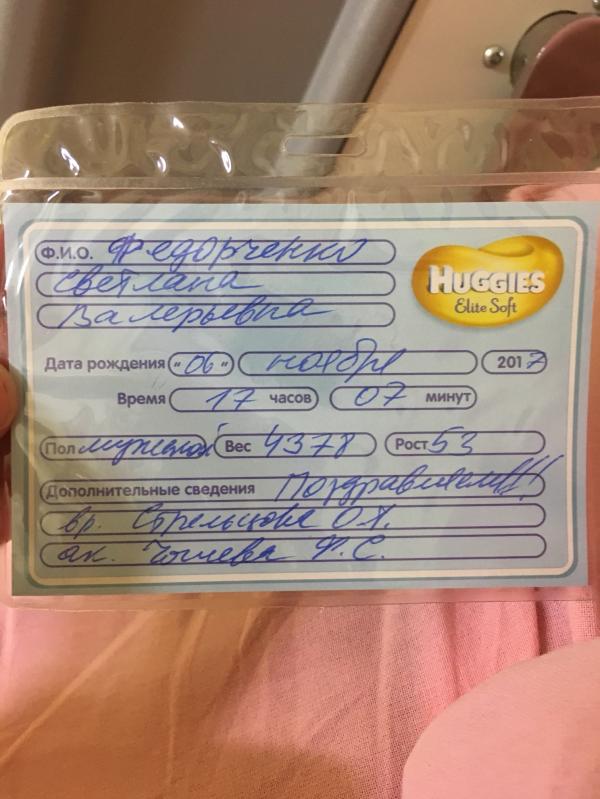 Ф.И.О. Федорченко
Светлана
Валерьевна
HUGGIES
Elite Soft
Дата рождения "06" ноября 2017
Время 17 часов 07 минут
Пол мужской Вес 4378 Рост 53
Дополнительные сведения Поздравляем!!!
вр. Стрельцова О.Х.
ак. Ф.С.